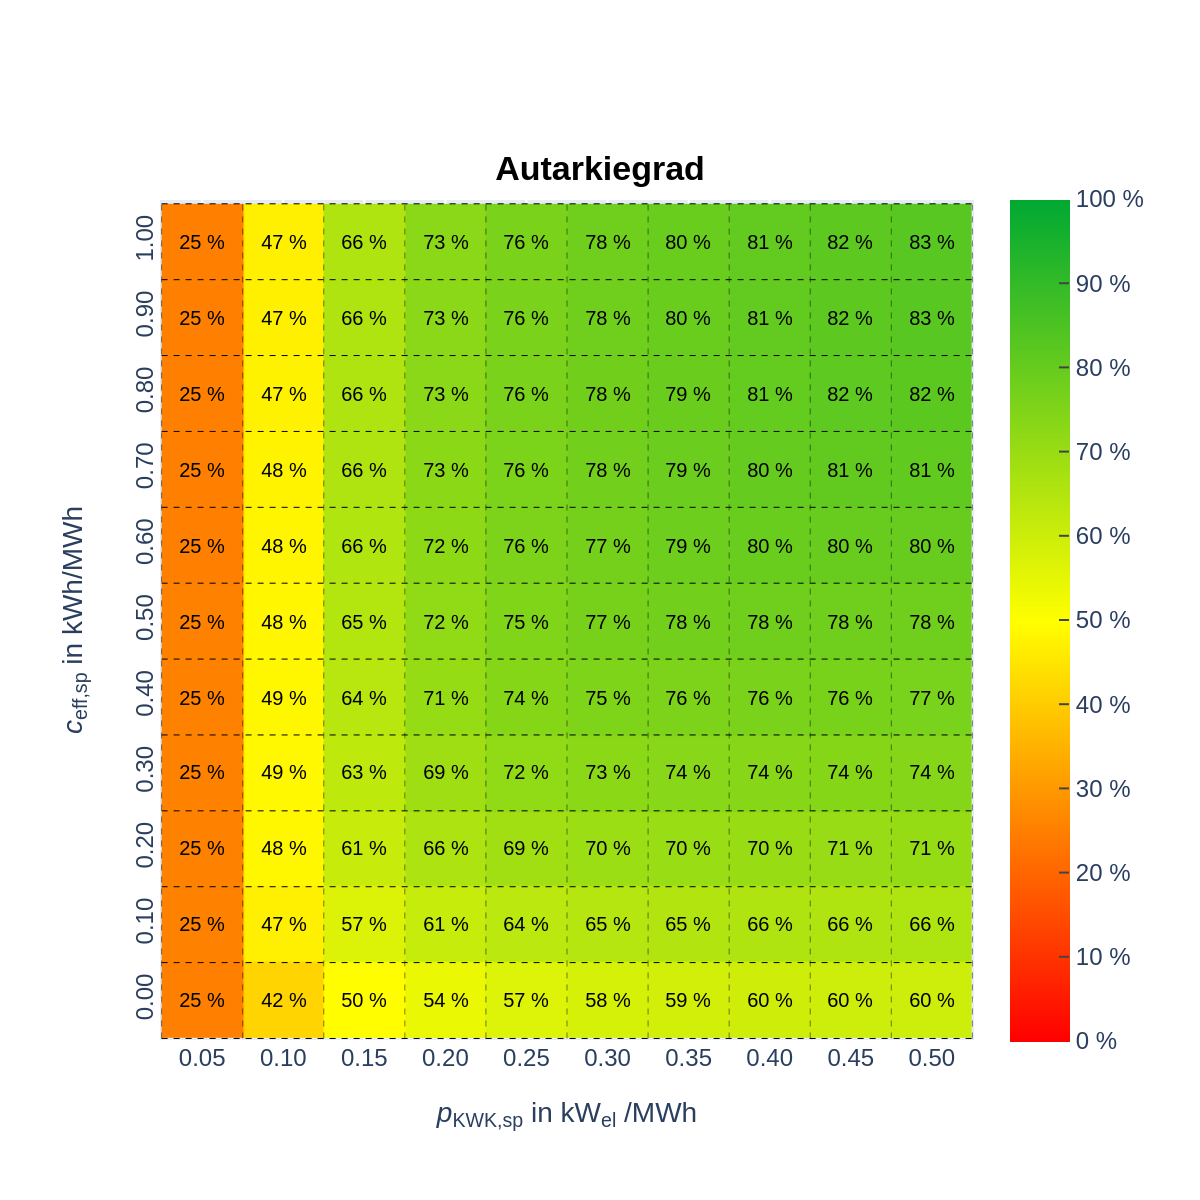 Autarkiegrad
1.00 25 % 47 % 66 % 73 % 76 % 78 % 80 % 81 % 82 % 83 %
0.90 25 % 47 % 66 % 73 % 76 % 78 % 80 % 81 % 82 % 83 %
0.80 25 % 47 % 66 % 73 % 76 % 78 % 79 % 81 % 82 % 82 %
0.70 25 % 48 % 66 % 73 % 76 % 78 % 79 % 80 % 81 % 81 %
0.60 25 % 48 % 66 % 72 % 76 % 77 % 79 % 80 % 80 % 80 %
0.50 25 % 48 % 65 % 72 % 75 % 77 % 78 % 78 % 78 % 78 %
0.40 25 % 49 % 64 % 71 % 74 % 75 % 76 % 76 % 76 % 77 %
0.30 25 % 49 % 63 % 69 % 72 % 73 % 74 % 74 % 74 % 74 %
0.20 25 % 48 % 61 % 66 % 69 % 70 % 70 % 70 % 71 % 71 %
0.10 25 % 47 % 57 % 61 % 64 % 65 % 65 % 66 % 66 % 66 %
0.00 25 % 42 % 50 % 54 % 57 % 58 % 59 % 60 % 60 % 60 %
0.05 0.10 0.15 0.20 0.25 0.30 0.35 0.40 0.45 0.50
pKWK,sp in kWel /MWh
ceff,sp in kWh/MWh
100 %
90 %
80 %
70 %
60 %
50 %
40 %
30 %
20 %
10 %
0 %